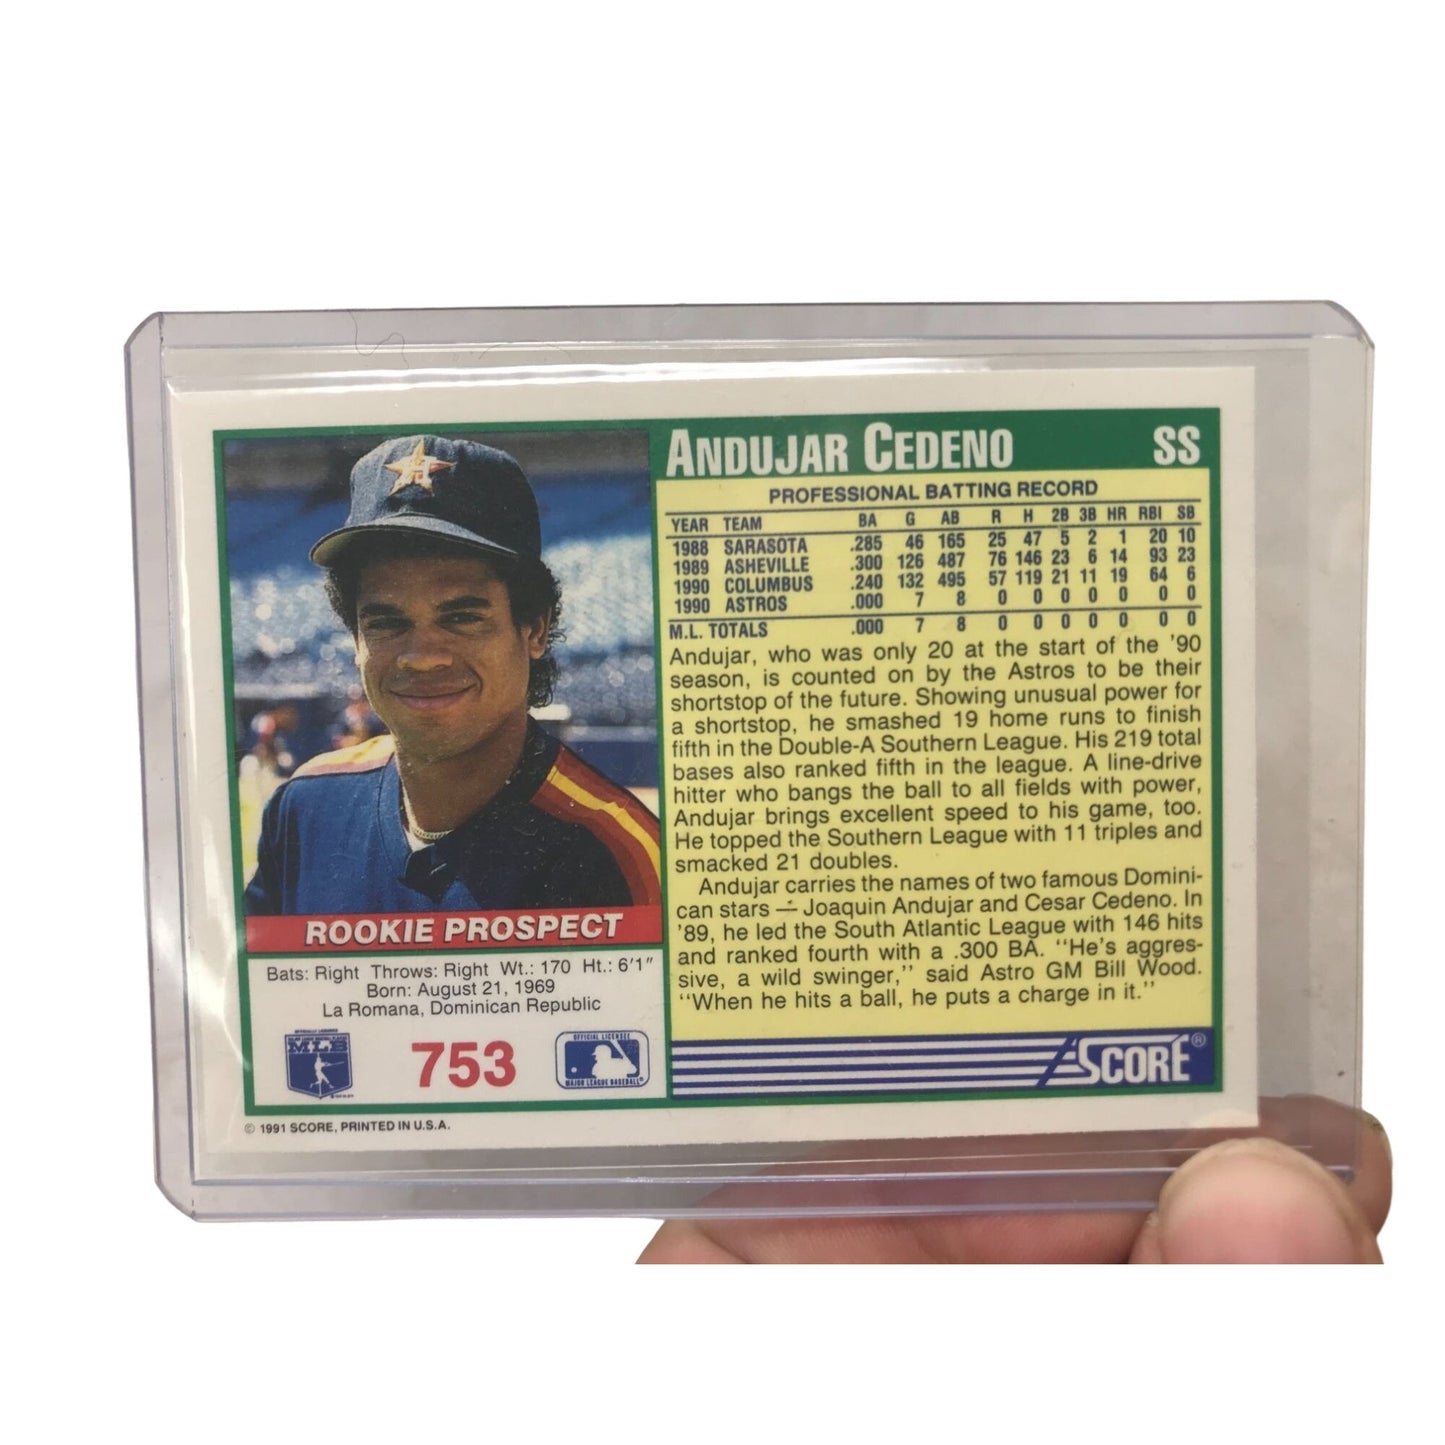 ANDUJAR CEDENO SS
PROFESSIONAL BATTING RECORD
YEAR TEAM BA G AB R H 2B 3B HR RBI SB
1988 SARASOTA .285 46 165 25 47 5 2 1 20 10
1989 ASHEVILLE .300 126 487 76 146 23 6 14 93 23
1990 COLUMBUS .240 132 495 57 119 21 11 19 64 6
1990 ASTROS .000 7 8 0 0 0 0 0 0 0
M.L. TOTALS .000 7 8 0 0 0 0 0 0 0
Andujar, who was only 20 at the start of the '90
season, is counted on by the Astros to be their
shortstop of the future. Showing unusual power for
a shortstop, he smashed 19 home runs to finish
fifth in the Double-A Southern League. His 219 total
bases also ranked fifth in the league. A line-drive
hitter who bangs the ball to all fields with power,
Andujar brings excellent speed to his game, too.
He topped the Southern League with 11 triples and
smacked 21 doubles.
Andujar carries the names of two famous Domini-
can stars — Joaquin Andujar and Cesar Cedeno. In
'89, he led the South Atlantic League with 146 hits
and ranked fourth with a .300 BA. "He's aggres-
sive, a wild swinger," said Astro GM Bill Wood.
"When he hits a ball, he puts a charge in it."
SCORE®
H
ROOKIE PROSPECT
Bats: Right Throws: Right Wt.: 170 Ht.: 6'1"
Born: August 21, 1969
La Romana, Dominican Republic
MLB
753
OFFICIAL LICENSEE
MAJOR LEAGUE BASEBALL®
© 1991 SCORE, PRINTED IN U.S.A.